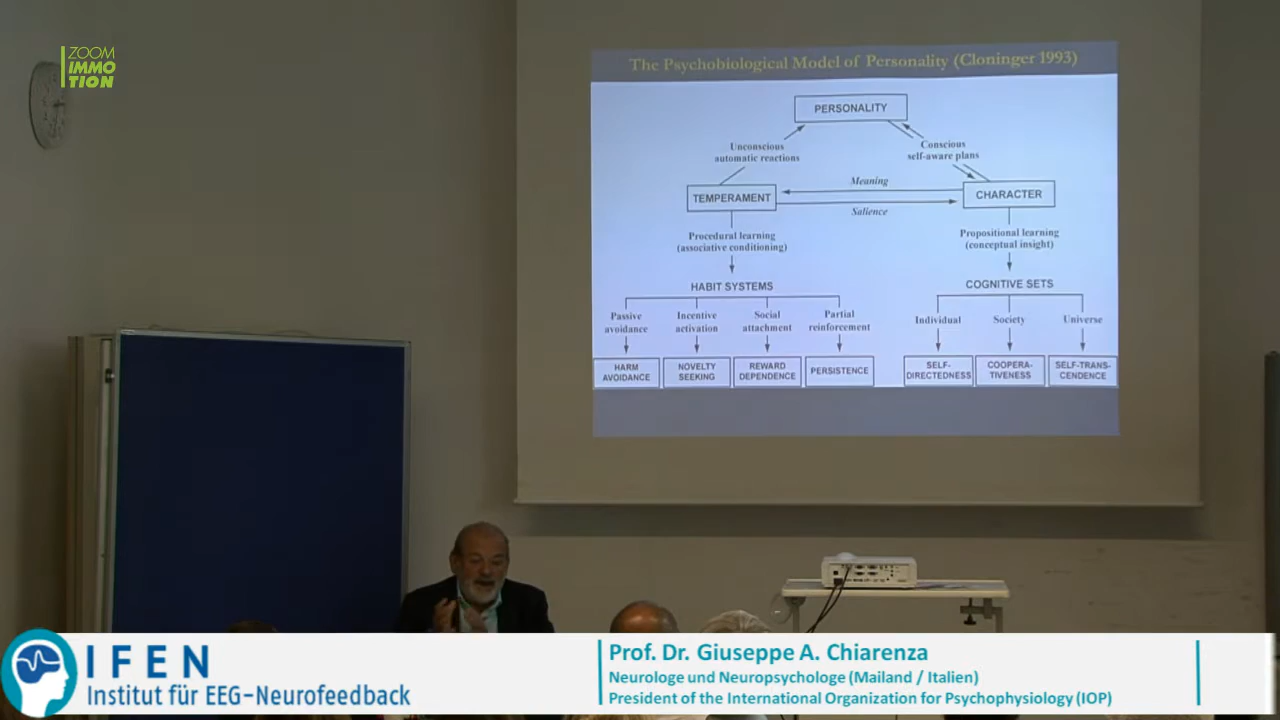 ZOOM
IMMO
TION
The Psychobiological Model of Personality (Cloninger 1993)
PERSONALITY
Unconscious
automatic reactions
Conscious
self-aware plans
Meaning
TEMPERAMENT
CHARACTER
Salience
Procedural learning
(associative conditioning)
Propositional learning
(conceptual insight)
HABIT SYSTEMS
COGNITIVE SETS
Passive
avoidance
Incentive
activation
Social
attachment
Partial
reinforcement
Individual
Society
Universe
HARM
AVOIDANCE
NOVELTY
SEEKING
REWARD
DEPENDENCE
PERSISTENCE
SELF-
DIRECTEDNESS
COOPERA-
TIVENESS
SELF-TRANS-
CENDENCE
IFEN
Institut für EEG-Neurofeedback
Prof. Dr. Giuseppe A. Chiarenza
Neurologe und Neuropsychologe (Mailand / Italien)
President of the International Organization for Psychophysiology (IOP)